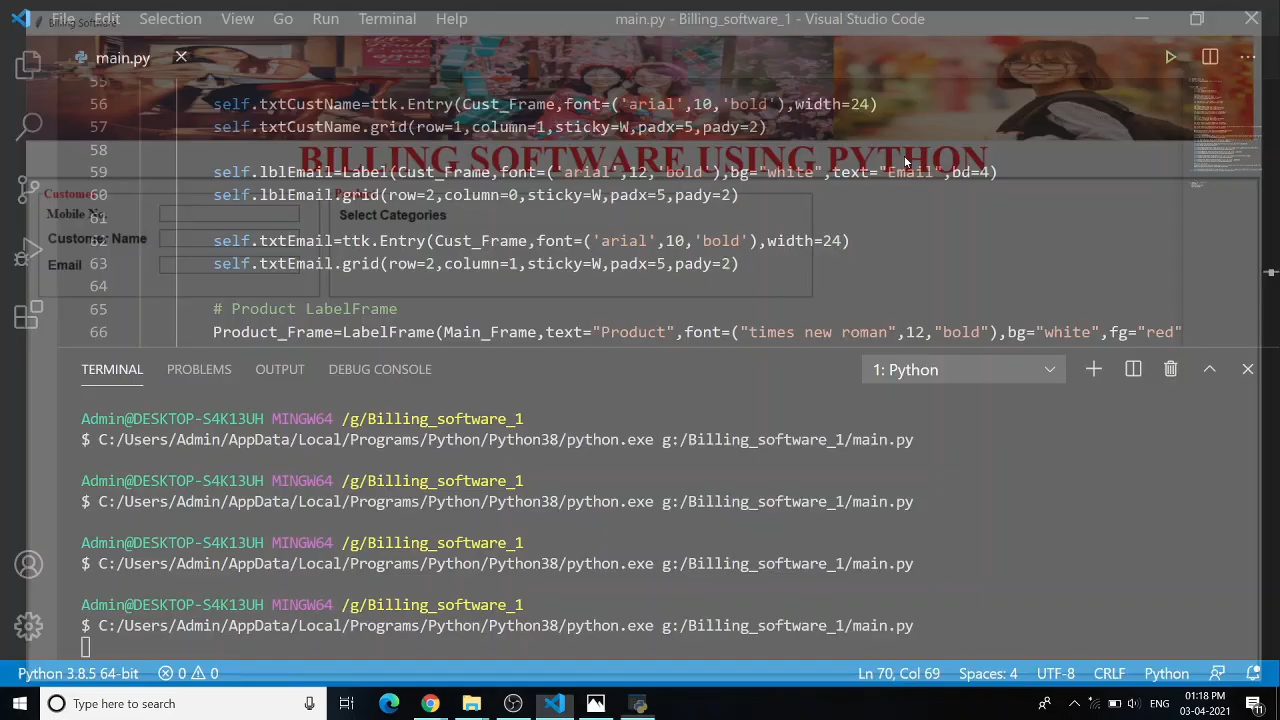 File Edit Selection View Go Run Terminal Help main.py - Billing_software_1 - Visual Studio Code
Billing Software
main.py
55
56 self.txtCustName=ttk.Entry(Cust_Frame,font=('arial',10,'bold'),width=24)
57 self.txtCustName.grid(row=1,column=1,sticky=W,padx=5,pady=2)
58
BILLING SOFTWARE USING PYTHON
59 self.lblEmail=Label(Cust_Frame,font=('arial',12,'bold'),bg="white",text="Email",bd=4)
60 self.lblEmail.grid(row=2,column=0,sticky=W,padx=5,pady=2)
61
Customer
Product
Mobile No.
Select Categories
Customer Name
62 self.txtEmail=ttk.Entry(Cust_Frame,font=('arial',10,'bold'),width=24)
Email
63 self.txtEmail.grid(row=2,column=1,sticky=W,padx=5,pady=2)
64
65 # Product LabelFrame
66 Product_Frame=LabelFrame(Main_Frame,text="Product",font=("times new roman",12,"bold"),bg="white",fg="red"
TERMINAL PROBLEMS OUTPUT DEBUG CONSOLE 1: Python
Admin@DESKTOP-S4K13UH MINGW64 /g/Billing_software_1
$ C:/Users/Admin/AppData/Local/Programs/Python/Python38/python.exe g:/Billing_software_1/main.py
Admin@DESKTOP-S4K13UH MINGW64 /g/Billing_software_1
$ C:/Users/Admin/AppData/Local/Programs/Python/Python38/python.exe g:/Billing_software_1/main.py
Admin@DESKTOP-S4K13UH MINGW64 /g/Billing_software_1
$ C:/Users/Admin/AppData/Local/Programs/Python/Python38/python.exe g:/Billing_software_1/main.py
Admin@DESKTOP-S4K13UH MINGW64 /g/Billing_software_1
$ C:/Users/Admin/AppData/Local/Programs/Python/Python38/python.exe g:/Billing_software_1/main.py
Python 3.8.5 64-bit 0 0 Ln 70, Col 69 Spaces: 4 UTF-8 CRLF Python
Type here to search ENG 01:18 PM
03-04-2021 11